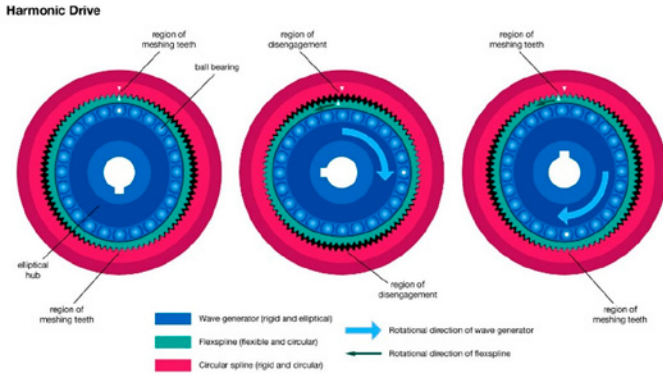 Harmonic Drive
region of
meshing teeth
ball bearing
elliptical
hub
region of
meshing teeth
region of
disengagement
region of
disengagement
region of
meshing teeth
region of
meshing teeth
Wave generator (rigid and elliptical)
Flexspline (flexible and circular)
Circular spline (rigid and circular)
Rotational direction of wave generator
Rotational direction of flexspline